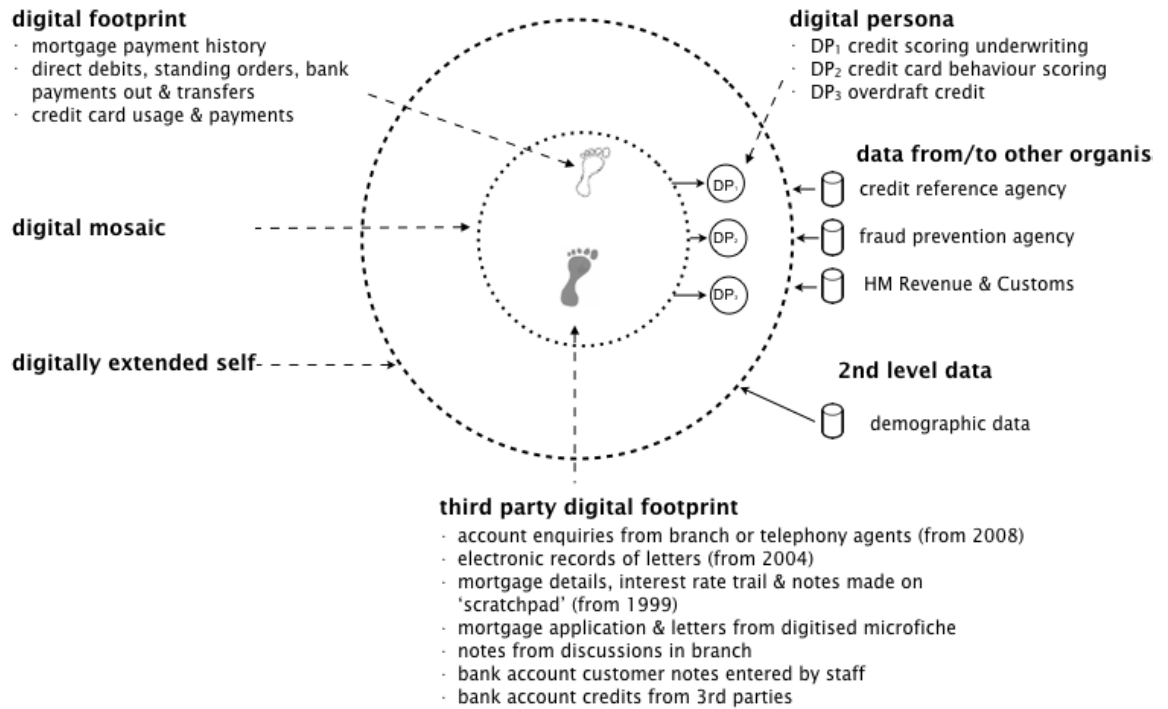 digital footprint
· mortgage payment history
· direct debits, standing orders, bank
payments out & transfers
· credit card usage & payments
digital persona
· DP₁ credit scoring underwriting
· DP₂ credit card behaviour scoring
· DP₃ overdraft credit
data from/to other organis
credit reference agency
fraud prevention agency
HM Revenue & Customs
DP₁
DP₂
DP₃
digital mosaic
digitally extended self
2nd level data
demographic data
third party digital footprint
· account enquiries from branch or telephony agents (from 2008)
· electronic records of letters (from 2004)
· mortgage details, interest rate trail & notes made on
‘scratchpad’ (from 1999)
· mortgage application & letters from digitised microfiche
· notes from discussions in branch
· bank account customer notes entered by staff
· bank account credits from 3rd parties